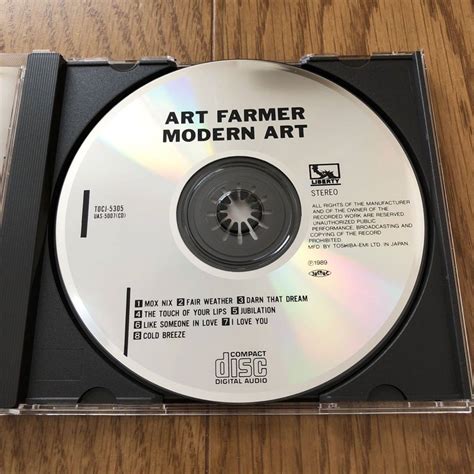 ART FARMER
MODERN ART
LIBERTY
STEREO
TOCJ-5305
UAS-5007(CD)
ALL RIGHTS OF THE MANUFACTURER
AND OF THE OWNER OF THE
RECORDED WORK ARE RESERVED.
UNAUTHORIZED PUBLIC
PERFORMANCE, BROADCASTING AND
COPYING OF THE RECORD
PROHIBITED.
MFD. BY TOSHIBA-EMI LTD. IN JAPAN.
Ⓟ1989
1 MOX NIX 2 FAIR WEATHER 3 DARN THAT DREAM
4 THE TOUCH OF YOUR LIPS 5 JUBILATION
6 LIKE SOMEONE IN LOVE 7 I LOVE YOU
8 COLD BREEZE
COMPACT
disc
DIGITAL AUDIO